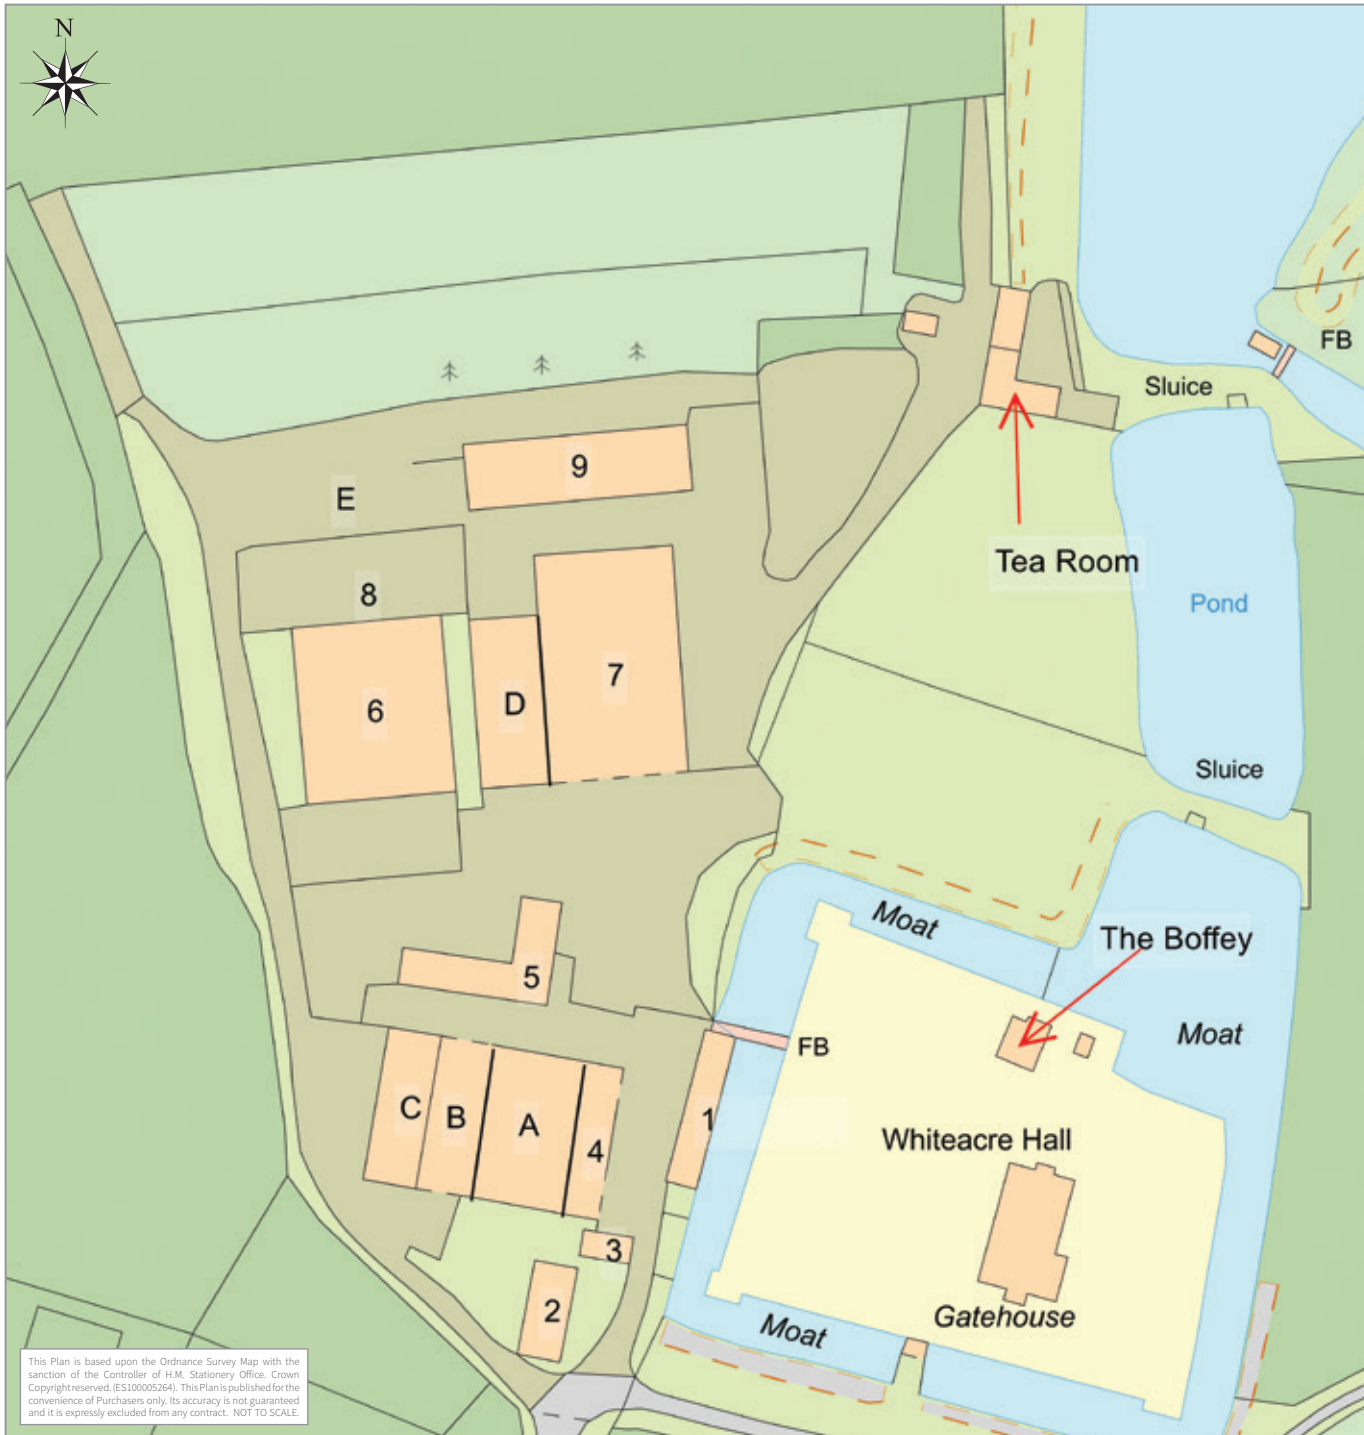 N
FB
Sluice
9
E
Tea Room
8
Pond
7
D
6
Sluice
Moat
The Boffey
5
Moat
FB
C
B
A
4
1
Whiteacre Hall
3
2
Gatehouse
Moat
This Plan is based upon the Ordnance Survey Map with the
sanction of the Controller of H.M. Stationery Office. Crown
Copyright reserved. (ES100005264). This Plan is published for the
convenience of Purchasers only. Its accuracy is not guaranteed
and it is expressly excluded from any contract. NOT TO SCALE.